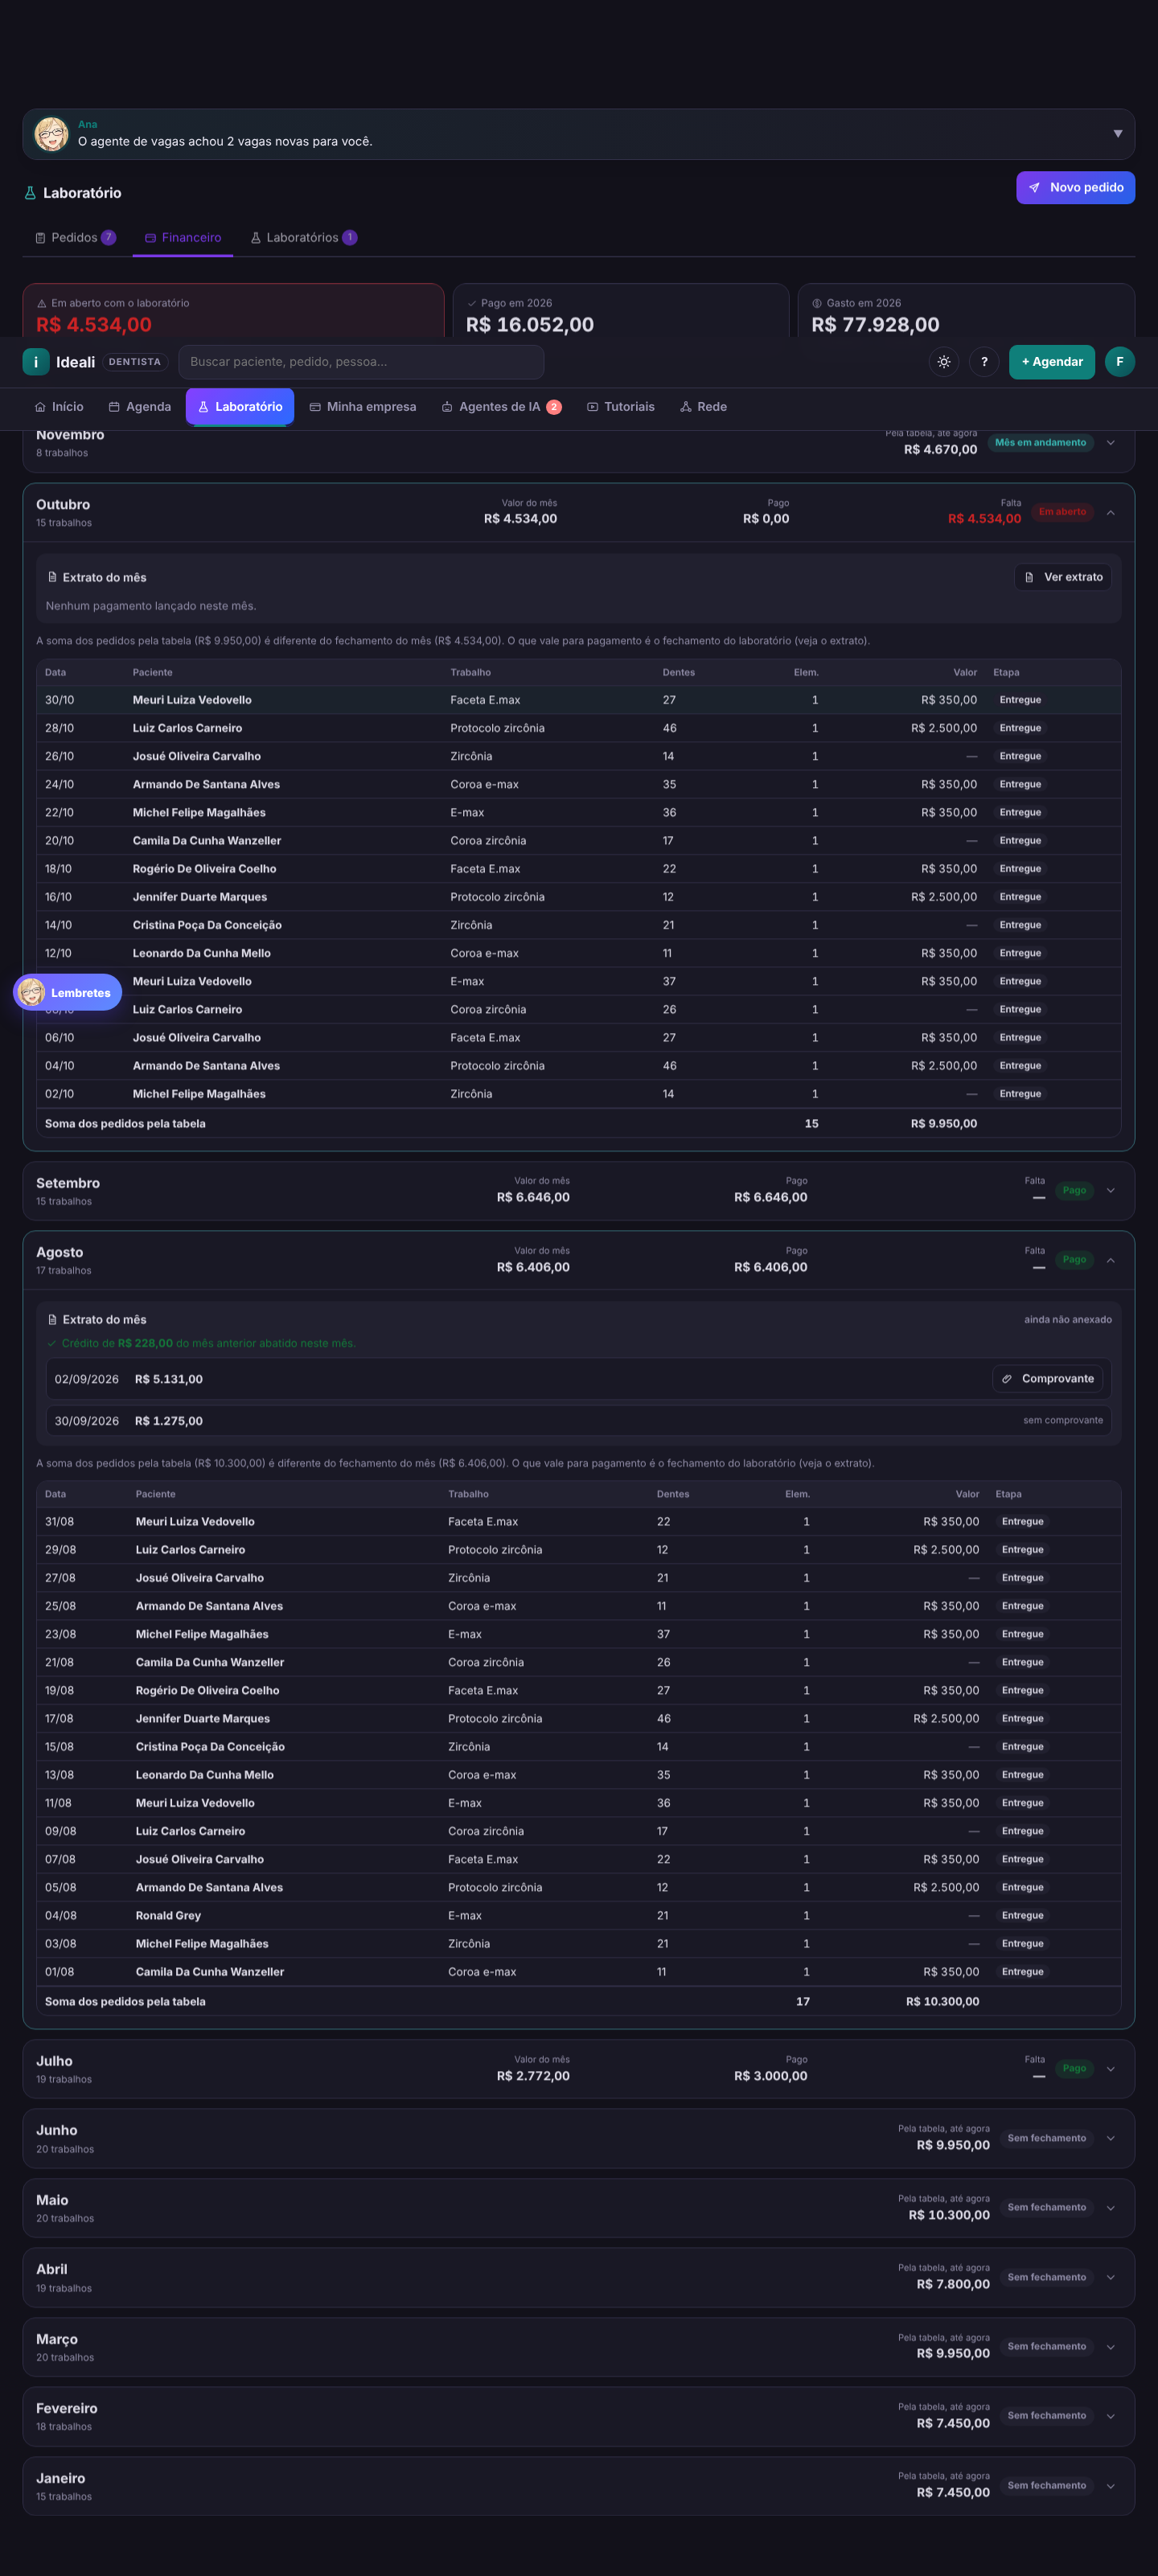 Ana
O agente de vagas achou 2 vagas novas para você.
Laboratório
Novo pedido
Pedidos 7 Financeiro Laboratórios 1
Em aberto com o laboratório
R$ 4.534,00
Pago em 2026
R$ 16.052,00
Gasto em 2026
R$ 77.928,00
i Ideali DENTISTA Buscar paciente, pedido, pessoa... ? + Agendar F
Início Agenda Laboratório Minha empresa Agentes de IA 2 Tutoriais Rede
Novembro
8 trabalhos
Pela tabela, até agora
R$ 4.670,00
Mês em andamento
Outubro
15 trabalhos
Valor do mês
R$ 4.534,00
Pago
R$ 0,00
Falta
R$ 4.534,00
Em aberto
Extrato do mês
Ver extrato
Nenhum pagamento lançado neste mês.
A soma dos pedidos pela tabela (R$ 9.950,00) é diferente do fechamento do mês (R$ 4.534,00). O que vale para pagamento é o fechamento do laboratório (veja o extrato).
Data Paciente Trabalho Dentes Elem. Valor Etapa
30/10 Meuri Luiza Vedovello Faceta E.max 27 1 R$ 350,00 Entregue
28/10 Luiz Carlos Carneiro Protocolo zircônia 46 1 R$ 2.500,00 Entregue
26/10 Josué Oliveira Carvalho Zircônia 14 1 — Entregue
24/10 Armando De Santana Alves Coroa e-max 35 1 R$ 350,00 Entregue
22/10 Michel Felipe Magalhães E-max 36 1 R$ 350,00 Entregue
20/10 Camila Da Cunha Wanzeller Coroa zircônia 17 1 — Entregue
18/10 Rogério De Oliveira Coelho Faceta E.max 22 1 R$ 350,00 Entregue
16/10 Jennifer Duarte Marques Protocolo zircônia 12 1 R$ 2.500,00 Entregue
14/10 Cristina Poça Da Conceição Zircônia 21 1 — Entregue
12/10 Leonardo Da Cunha Mello Coroa e-max 11 1 R$ 350,00 Entregue
Meuri Luiza Vedovello E-max 37 1 R$ 350,00 Entregue
Lembretes
Luiz Carlos Carneiro Coroa zircônia 26 1 — Entregue
06/10 Josué Oliveira Carvalho Faceta E.max 27 1 R$ 350,00 Entregue
04/10 Armando De Santana Alves Protocolo zircônia 46 1 R$ 2.500,00 Entregue
02/10 Michel Felipe Magalhães Zircônia 14 1 — Entregue
Soma dos pedidos pela tabela 15 R$ 9.950,00
Setembro
15 trabalhos
Valor do mês
R$ 6.646,00
Pago
R$ 6.646,00
Falta
—
Pago
Agosto
17 trabalhos
Valor do mês
R$ 6.406,00
Pago
R$ 6.406,00
Falta
—
Pago
Extrato do mês
ainda não anexado
Crédito de R$ 228,00 do mês anterior abatido neste mês.
02/09/2026 R$ 5.131,00 Comprovante
30/09/2026 R$ 1.275,00 sem comprovante
A soma dos pedidos pela tabela (R$ 10.300,00) é diferente do fechamento do mês (R$ 6.406,00). O que vale para pagamento é o fechamento do laboratório (veja o extrato).
Data Paciente Trabalho Dentes Elem. Valor Etapa
31/08 Meuri Luiza Vedovello Faceta E.max 22 1 R$ 350,00 Entregue
29/08 Luiz Carlos Carneiro Protocolo zircônia 12 1 R$ 2.500,00 Entregue
27/08 Josué Oliveira Carvalho Zircônia 21 1 — Entregue
25/08 Armando De Santana Alves Coroa e-max 11 1 R$ 350,00 Entregue
23/08 Michel Felipe Magalhães E-max 37 1 R$ 350,00 Entregue
21/08 Camila Da Cunha Wanzeller Coroa zircônia 26 1 — Entregue
19/08 Rogério De Oliveira Coelho Faceta E.max 27 1 R$ 350,00 Entregue
17/08 Jennifer Duarte Marques Protocolo zircônia 46 1 R$ 2.500,00 Entregue
15/08 Cristina Poça Da Conceição Zircônia 14 1 — Entregue
13/08 Leonardo Da Cunha Mello Coroa e-max 35 1 R$ 350,00 Entregue
11/08 Meuri Luiza Vedovello E-max 36 1 R$ 350,00 Entregue
09/08 Luiz Carlos Carneiro Coroa zircônia 17 1 — Entregue
07/08 Josué Oliveira Carvalho Faceta E.max 22 1 R$ 350,00 Entregue
05/08 Armando De Santana Alves Protocolo zircônia 12 1 R$ 2.500,00 Entregue
04/08 Ronald Grey E-max 21 1 — Entregue
03/08 Michel Felipe Magalhães Zircônia 21 1 — Entregue
01/08 Camila Da Cunha Wanzeller Coroa e-max 11 1 R$ 350,00 Entregue
Soma dos pedidos pela tabela 17 R$ 10.300,00
Julho
19 trabalhos
Valor do mês
R$ 2.772,00
Pago
R$ 3.000,00
Falta
—
Pago
Junho
20 trabalhos
Pela tabela, até agora
R$ 9.950,00
Sem fechamento
Maio
20 trabalhos
Pela tabela, até agora
R$ 10.300,00
Sem fechamento
Abril
19 trabalhos
Pela tabela, até agora
R$ 7.800,00
Sem fechamento
Março
20 trabalhos
Pela tabela, até agora
R$ 9.950,00
Sem fechamento
Fevereiro
18 trabalhos
Pela tabela, até agora
R$ 7.450,00
Sem fechamento
Janeiro
15 trabalhos
Pela tabela, até agora
R$ 7.450,00
Sem fechamento